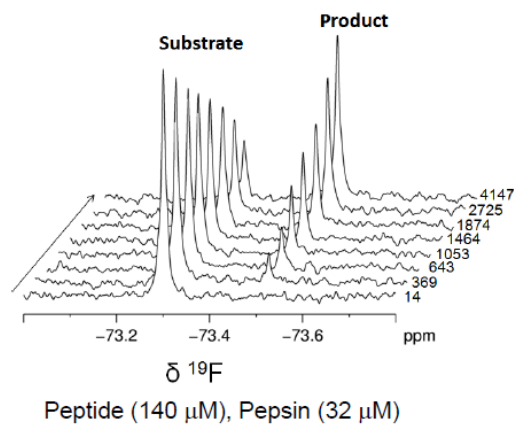 Product
Substrate
4147
2725
1874
1464
1053
643
369
14
−73.2 −73.4 −73.6 ppm
δ ¹⁹F
Peptide (140 μM), Pepsin (32 μM)